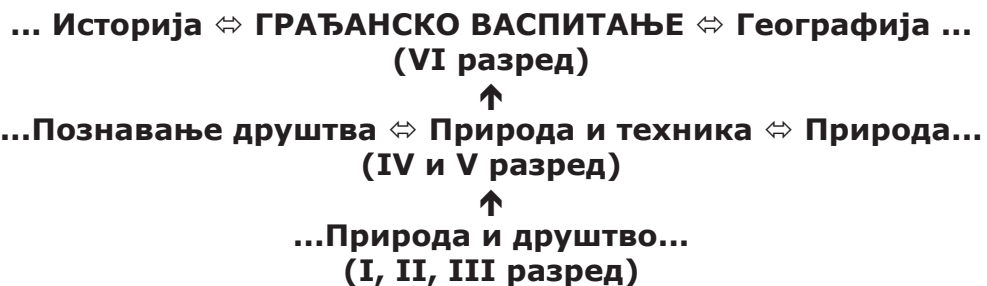 ... Историја ⬄ ГРАЂАНСКО ВАСПИТАЊЕ ⬄ Географија ...
(VI разред)
↑
...Познавање друштва ⬄ Природа и техника ⬄ Природа...
(IV и V разред)
↑
...Природа и друштво...
(I, II, III разред)